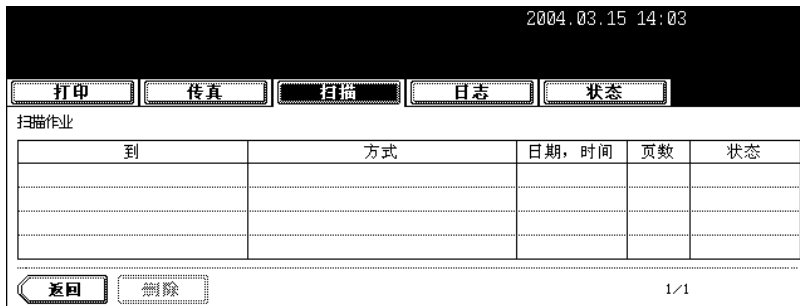 2004.03.15 14:03
打印 传真 扫描 日志 状态
扫描作业
到 方式 日期，时间 页数 状态
返回 删除 1/1